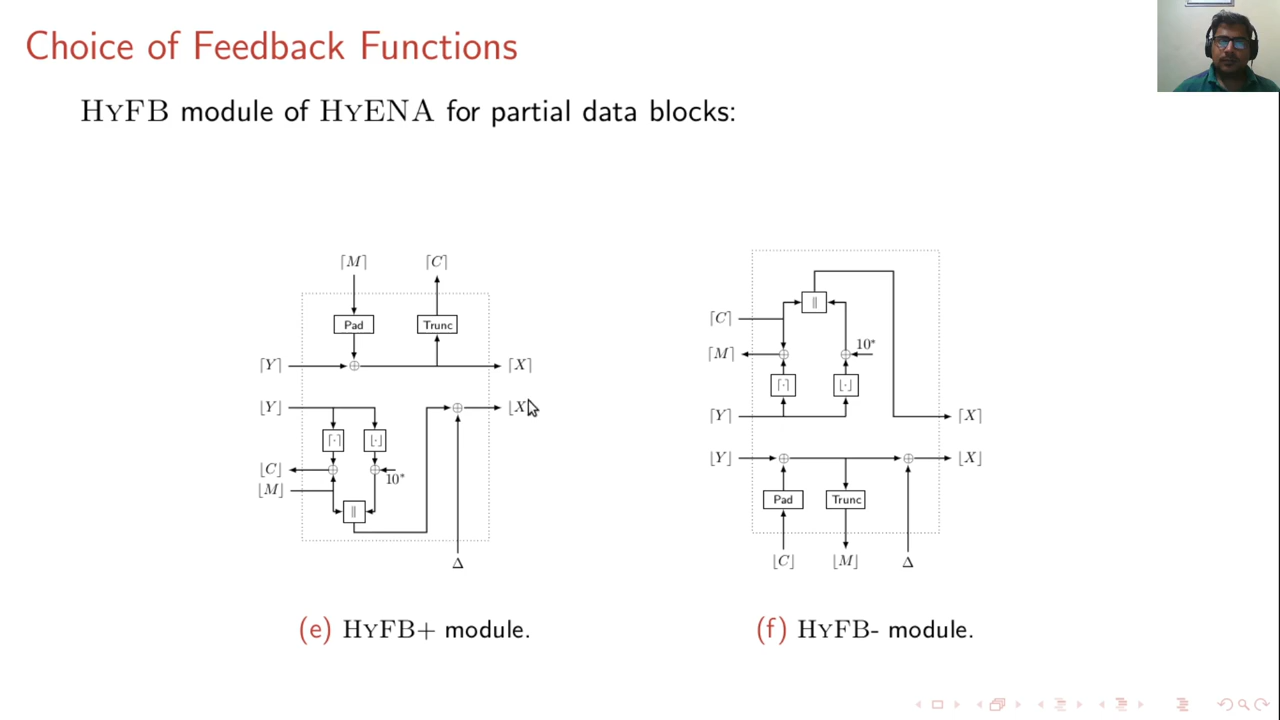 Choice of Feedback Functions
HYFB module of HYENA for partial data blocks:
⌈M⌉ ⌈C⌉
Pad Trunc
⌈Y⌉ ⊕ ⌈X⌉
⌊Y⌋ ⊕ ⌊X⌋
⌈·⌉ ⌊·⌋
⌊C⌋ ⊕ ⊕ 10*
⌊M⌋
||
Δ
(e) HYFB+ module.
||
⌈C⌉
⌈M⌉ ⊕ ⊕ 10*
⌈·⌉ ⌊·⌋
⌈Y⌉ ⌈X⌉
⌊Y⌋ ⊕ ⊕ ⌊X⌋
Pad Trunc
⌊C⌋ ⌊M⌋ Δ
(f) HYFB- module.